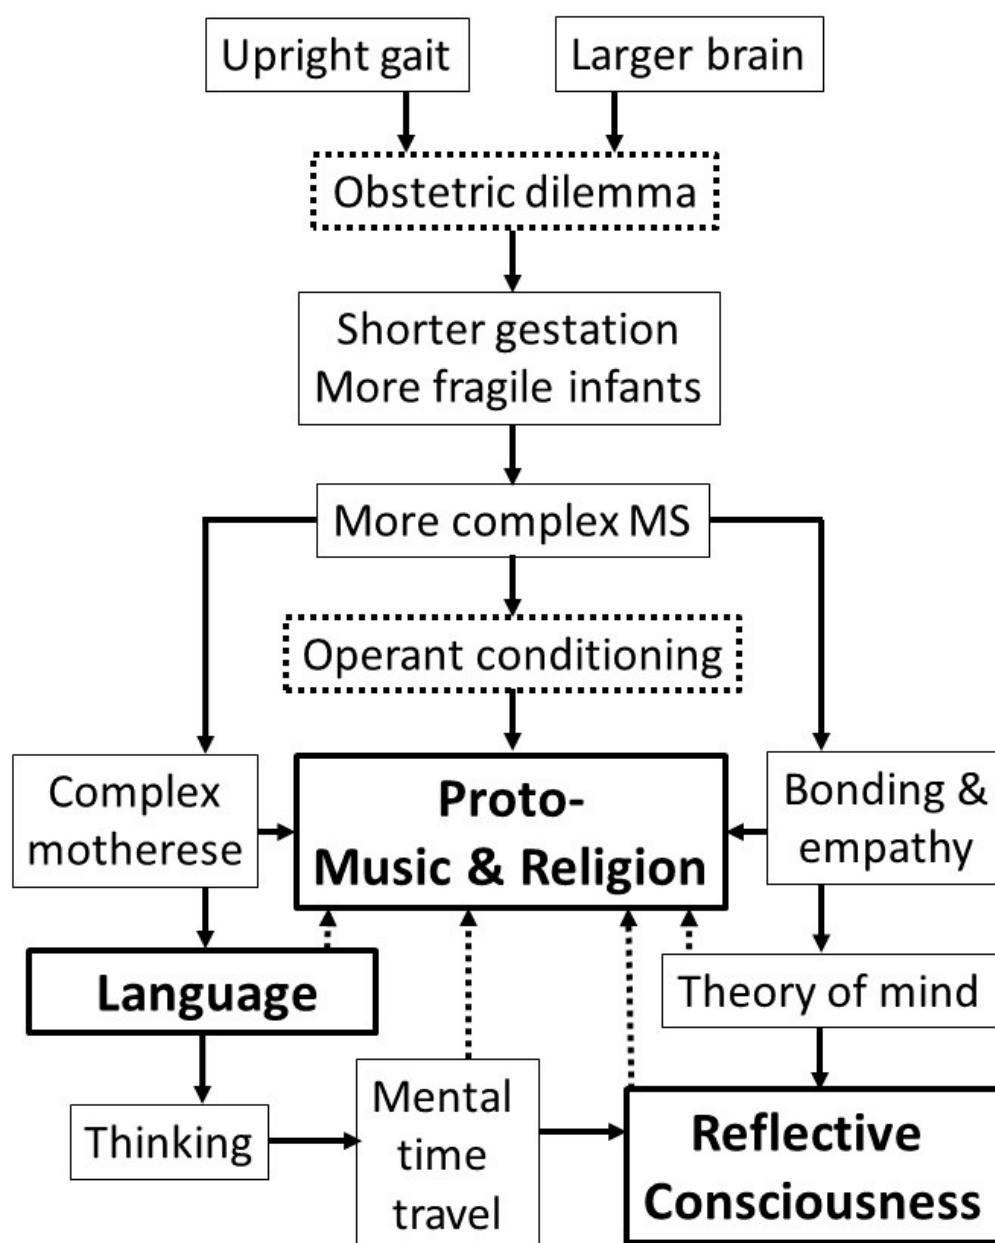 Upright gait
Larger brain
Obstetric dilemma
Shorter gestation
More fragile infants
More complex MS
Operant conditioning
Complex
motherese
Proto-
Music & Religion
Bonding &
empathy
Language
Theory of mind
Thinking
Mental
time
travel
Reflective
Consciousness